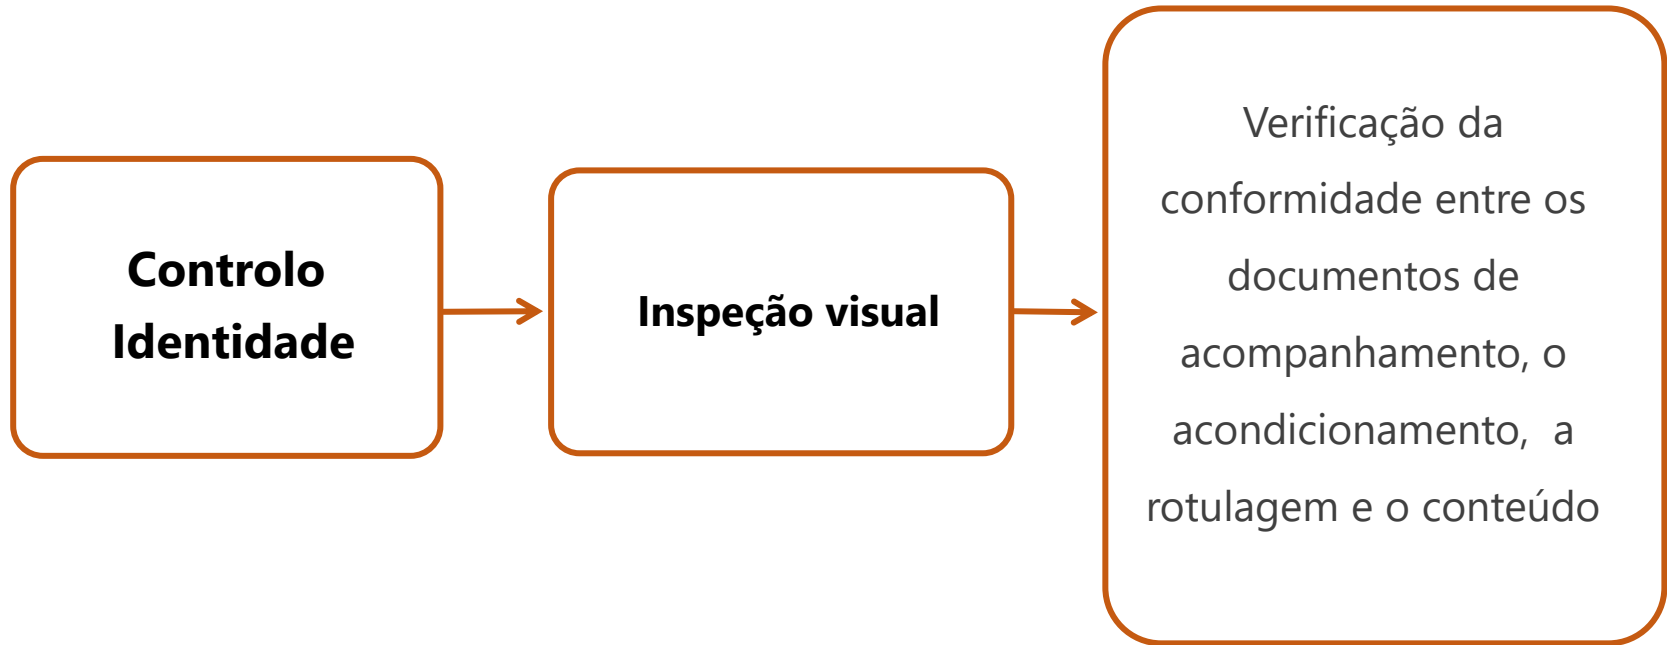 Controlo
Identidade
Inspeção visual
Verificação da
conformidade entre os
documentos de
acompanhamento, o
acondicionamento,  a
rotulagem e o conteúdo